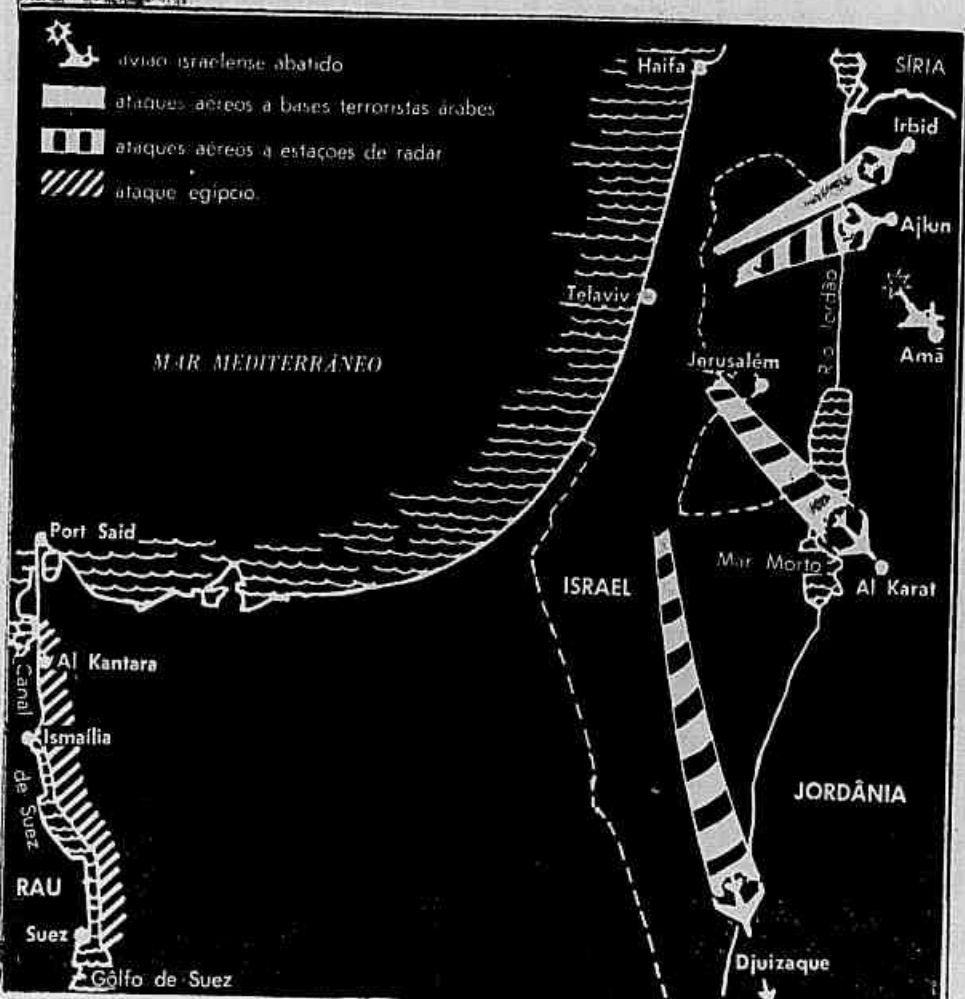 avião israelense abatido
ataques aéreos a bases terroristas árabes
ataques aéreos a estações de radar
ataque egípcio.
Haifa
SÍRIA
Irbid
Ajlun
Telaviv
Rio Jordão
Amã
MAR MEDITERRÂNEO
Jerusalém
Port Said
Mar Morto
ISRAEL
Al Karat
Al Kantara
Canal de Suez
Ismaília
JORDÂNIA
RAU
Suez
Djuizaque
Gôlfo de Suez